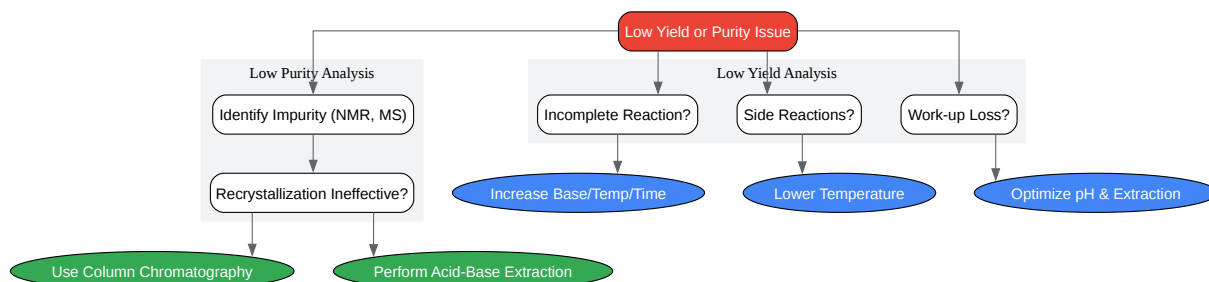 Low Yield or Purity Issue
Low Purity Analysis
Low Yield Analysis
Identify Impurity (NMR, MS)
Incomplete Reaction?
Side Reactions?
Work-up Loss?
Recrystallization Ineffective?
Increase Base/Temp/Time
Lower Temperature
Optimize pH & Extraction
Use Column Chromatography
Perform Acid-Base Extraction